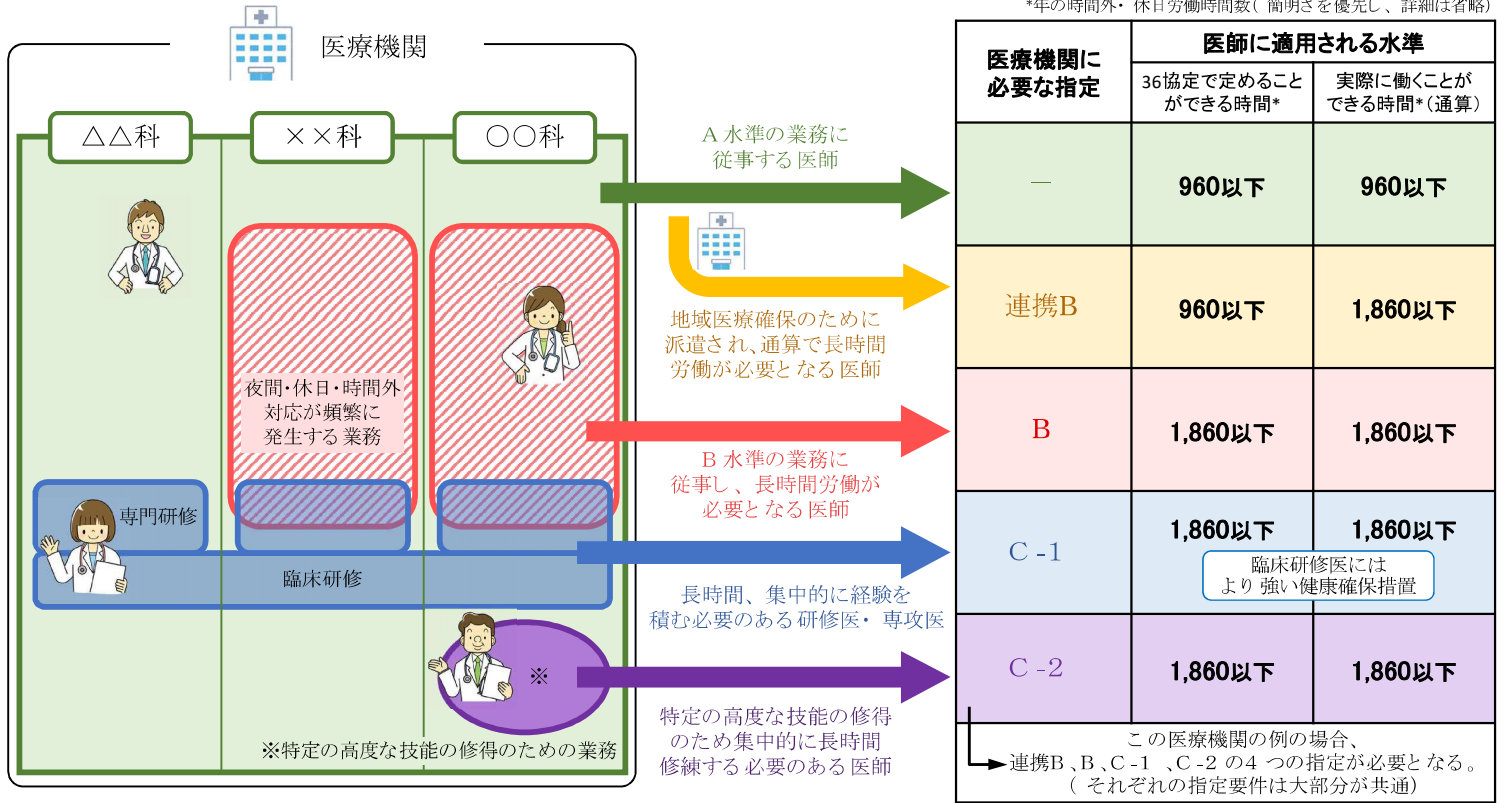 *年の時間外・休日労働時間数(簡明さを優先し、詳細は省略)
医療機関
△△科
××科
○○科
夜間・休日・時間外
対応が頻繁に
発生する業務
専門研修
臨床研修
※
※特定の高度な技能の修得のための業務
A水準の業務に
従事する医師
地域医療確保のために
派遣され、通算で長時間
労働が必要となる医師
B水準の業務に
従事し、長時間労働が
必要となる医師
長時間、集中的に経験を
積む必要のある研修医・専攻医
特定の高度な技能の修得
のため集中的に長時間
修練する必要のある医師
医療機関に
必要な指定
医師に適用される水準
36協定で定めること
ができる時間*
実際に働くことが
できる時間*(通算)
― 960以下 960以下
連携B 960以下 1,860以下
B 1,860以下 1,860以下
C-1 1,860以下 1,860以下
臨床研修医には
より強い健康確保措置
C-2 1,860以下 1,860以下
この医療機関の例の場合、
連携B、B、C-1、C-2の4つの指定が必要となる。
(それぞれの指定要件は大部分が共通)